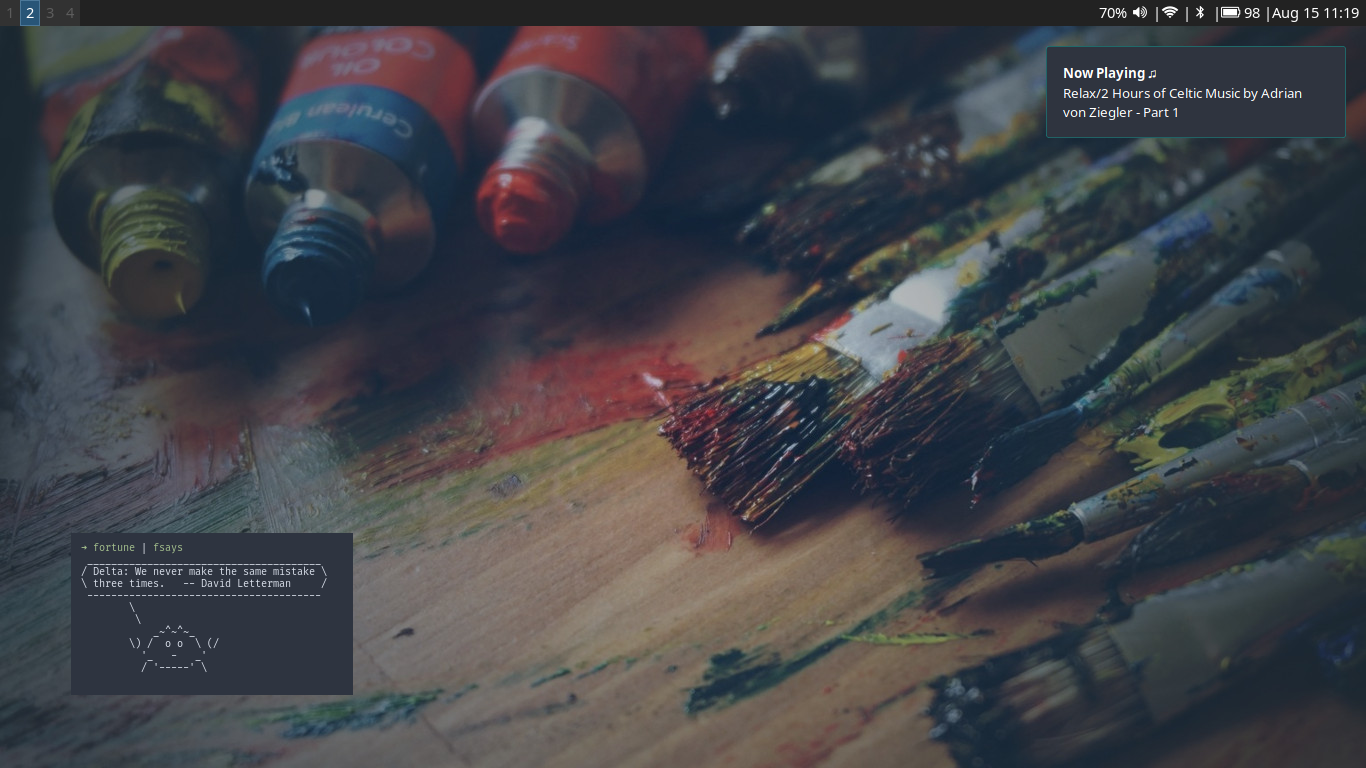 1 2 3 4
70% | | | 98 |Aug 15 11:19
Now Playing ♫
Relax/2 Hours of Celtic Music by Adrian
von Ziegler - Part 1
OIL
COLOUR
Cerulean
→ fortune | fsays
 _______________________________________
/ Delta: We never make the same mistake \
\ three times.   -- David Letterman     /
 ---------------------------------------
        \
         \
            _~^~^~_
        \) /  o o  \ (/
          '_   -   _'
          / '-----' \